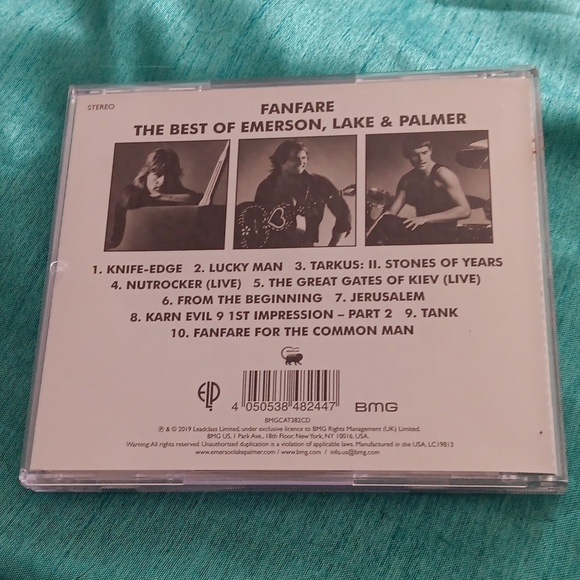 STEREO
FANFARE
THE BEST OF EMERSON, LAKE & PALMER
1. KNIFE-EDGE 2. LUCKY MAN 3. TARKUS: II. STONES OF YEARS
4. NUTROCKER (LIVE) 5. THE GREAT GATES OF KIEV (LIVE)
6. FROM THE BEGINNING 7. JERUSALEM
8. KARN EVIL 9 1ST IMPRESSION – PART 2 9. TANK
10. FANFARE FOR THE COMMON MAN
ELP
4 050538 482447
BMG
BMGCAT382CD
℗ & © 2019 Leadclass Limited, under exclusive licence to BMG Rights Management (UK) Limited.
BMG US, 1 Park Ave., 18th Floor, New York, NY 10016, USA.
Warning: All rights reserved. Unauthorized duplication is a violation of applicable laws. Manufactured in the USA. LC19813
www.emersonlakepalmer.com / www.bmg.com / info.us@bmg.com